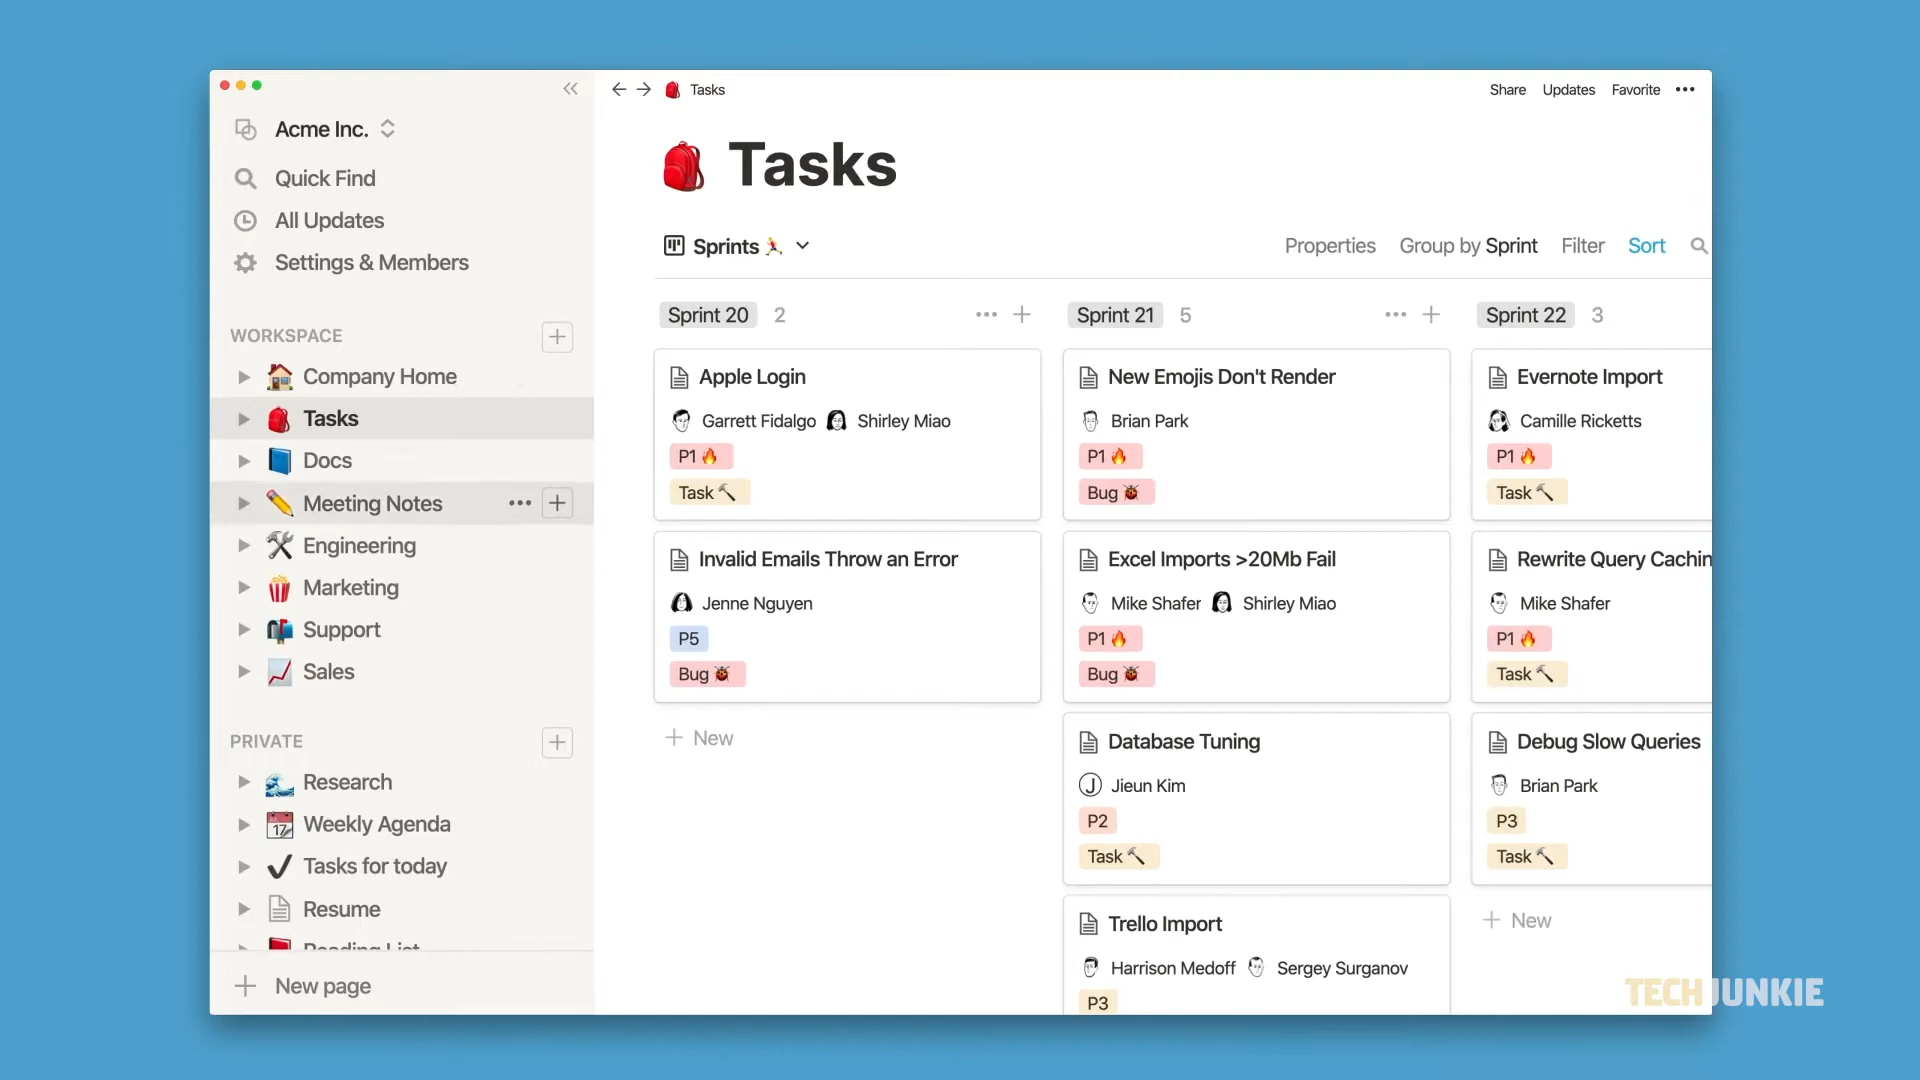 Acme Inc.
Quick Find
All Updates
Settings & Members
WORKSPACE
Company Home
Tasks
Docs
Meeting Notes
Engineering
Marketing
Support
Sales
PRIVATE
Research
17
Weekly Agenda
Tasks for today
Resume
Reading List
New page
Tasks
Share Updates Favorite
Tasks
Sprints
Properties Group by Sprint Filter Sort
Sprint 20 2
Apple Login
Garrett Fidalgo Shirley Miao
P1
Task
Invalid Emails Throw an Error
Jenne Nguyen
P5
Bug
New
Sprint 21 5
New Emojis Don't Render
Brian Park
P1
Bug
Excel Imports >20Mb Fail
Mike Shafer Shirley Miao
P1
Bug
Database Tuning
J Jieun Kim
P2
Task
Trello Import
Harrison Medoff Sergey Surganov
P3
Sprint 22 3
Evernote Import
Camille Ricketts
P1
Task
Rewrite Query Cachin
Mike Shafer
P1
Task
Debug Slow Queries
Brian Park
P3
Task
New
TECHJUNKIE